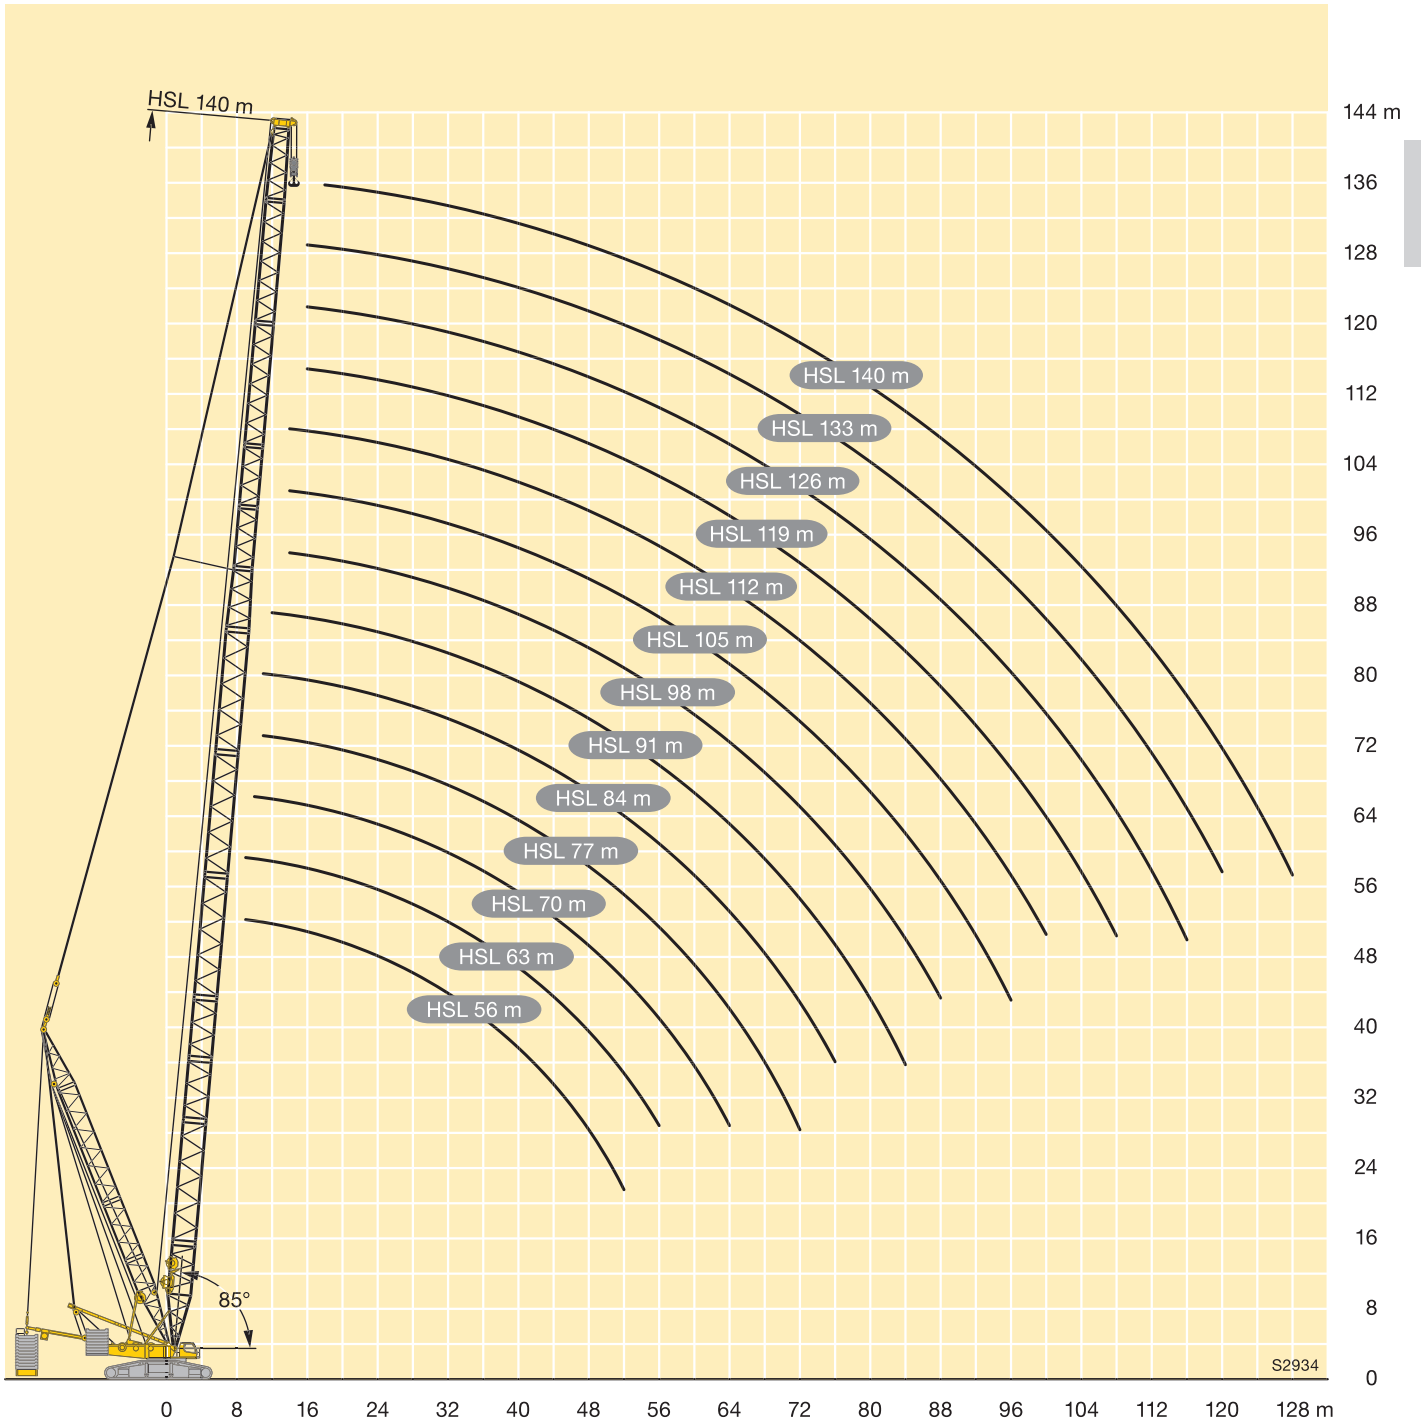 HSL 140 m
144 m
136
128
120
112
104
96
88
80
72
64
56
48
40
32
24
16
8
0
HSL 140 m
HSL 133 m
HSL 126 m
HSL 119 m
HSL 112 m
HSL 105 m
HSL 98 m
HSL 91 m
HSL 84 m
HSL 77 m
HSL 70 m
HSL 63 m
HSL 56 m
85°
S2934
0 8 16 24 32 40 48 56 64 72 80 88 96 104 112 120 128 m